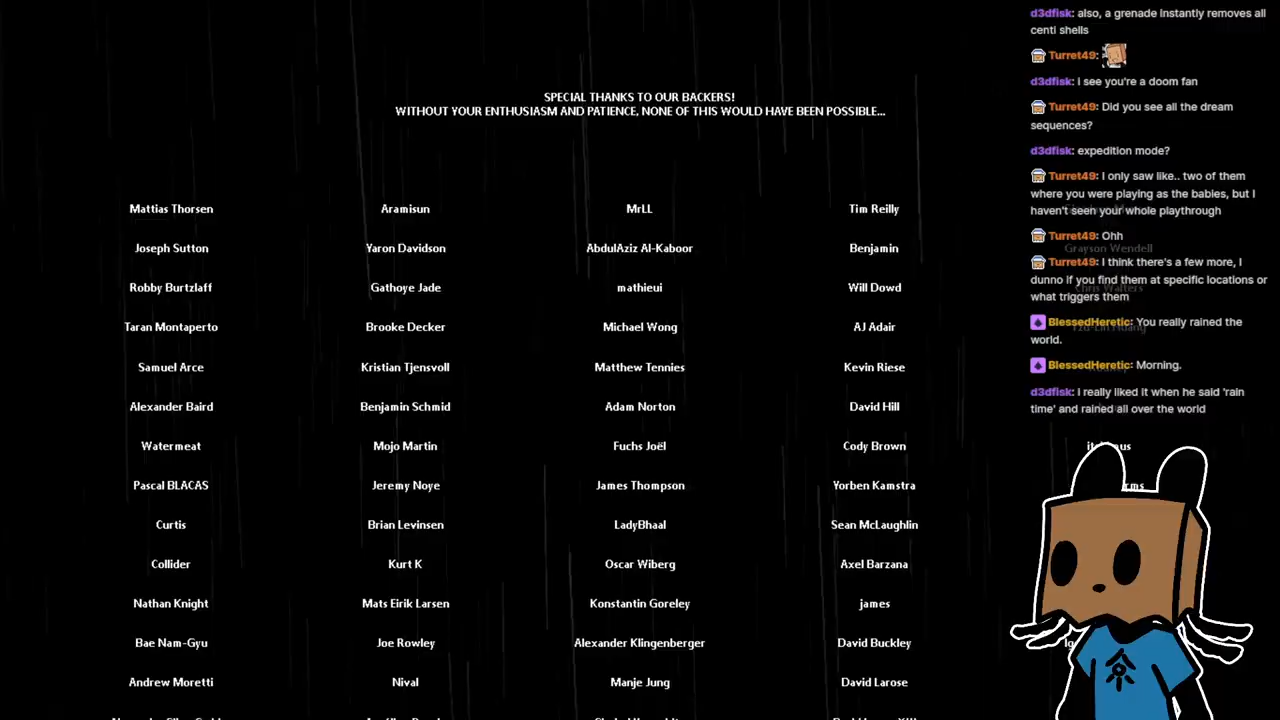 SPECIAL THANKS TO OUR BACKERS!
WITHOUT YOUR ENTHUSIASM AND PATIENCE, NONE OF THIS WOULD HAVE BEEN POSSIBLE...
Mattias Thorsen Aramisun MrLL Tim Reilly
Joseph Sutton Yaron Davidson AbdulAziz Al-Kaboor Benjamin Grayson Wendell
Robby Burtzlaff Gathoye Jade mathieui Will Dowd Chris Walters
Taran Montaperto Brooke Decker Michael Wong AJ Adair
Samuel Arce Kristian Tjensvoll Matthew Tennies Kevin Riese
Alexander Baird Benjamin Schmid Adam Norton David Hill
Watermeat Mojo Martin Fuchs Joël Cody Brown
Pascal BLACAS Jeremy Noye James Thompson Yorben Kamstra
Curtis Brian Levinsen LadyBhaal Sean McLaughlin
Collider Kurt K Oscar Wiberg Axel Barzana
Nathan Knight Mats Eirik Larsen Konstantin Goreley james
Bae Nam-Gyu Joe Rowley Alexander Klingenberger David Buckley
Andrew Moretti Nival Manje Jung David Larose
d3dfisk: also, a grenade instantly removes all
centi shells
Turret49:
d3dfisk: i see you're a doom fan
Turret49: Did you see all the dream
sequences?
d3dfisk: expedition mode?
Turret49: I only saw like.. two of them
where you were playing as the babies, but I
haven't seen your whole playthrough
Turret49: Ohh
Turret49: I think there's a few more, I
dunno if you find them at specific locations or
what triggers them
BlessedHeretic: You really rained the
world.
BlessedHeretic: Morning.
d3dfisk: I really liked it when he said 'rain
time' and rained all over the world